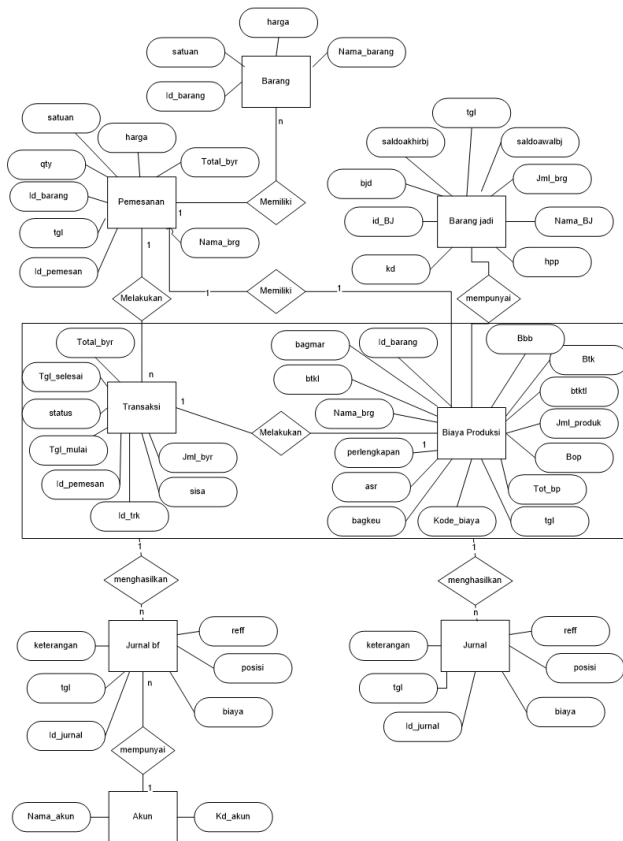 harga
satuan
Nama_barang
Barang
Id_barang
n
satuan
harga
Total_byr
qty
Id_barang
Pemesanan
1
Memiliki
tgl
Nama_brg
Id_pemesan
1
1
tgl
saldoakhirbj
saldoawalbj
bjd
Jml_brg
id_BJ
Barang jadi
Nama_BJ
kd
hpp
Melakukan
1
Memiliki
1
mempunyai
n
Total_byr
Tgl_selesai
status
Transaksi
1
Tgl_mulai
Jml_byr
Id_pemesan
sisa
Id_trk
Melakukan
bagmar
Id_barang
Bbb
Btk
btkl
btktl
Nama_brg
Jml_produk
Biaya Produksi
perlengkapan
1
Bop
asr
Tot_bp
bagkeu
Kode_biaya
tgl
1
menghasilkan
n
1
menghasilkan
n
keterangan
Jurnal bf
reff
posisi
tgl
n
biaya
Id_jurnal
keterangan
Jurnal
reff
posisi
tgl
biaya
Id_jurnal
mempunyai
1
Nama_akun
Akun
Kd_akun